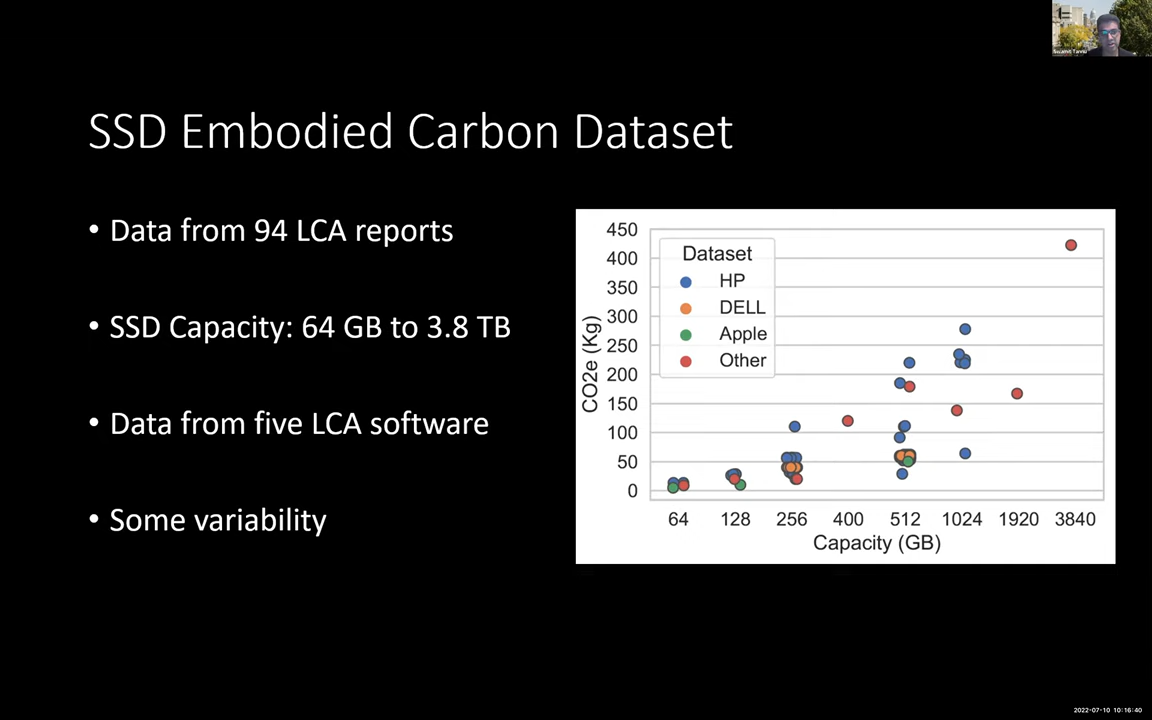 Swamit Tannu
SSD Embodied Carbon Dataset
• Data from 94 LCA reports
• SSD Capacity: 64 GB to 3.8 TB
• Data from five LCA software
• Some variability
450
400
350
300
250
200
150
100
50
0
CO2e (Kg)
Dataset
HP
DELL
Apple
Other
64 128 256 400 512 1024 1920 3840
Capacity (GB)
2022-07-10 10:16:40